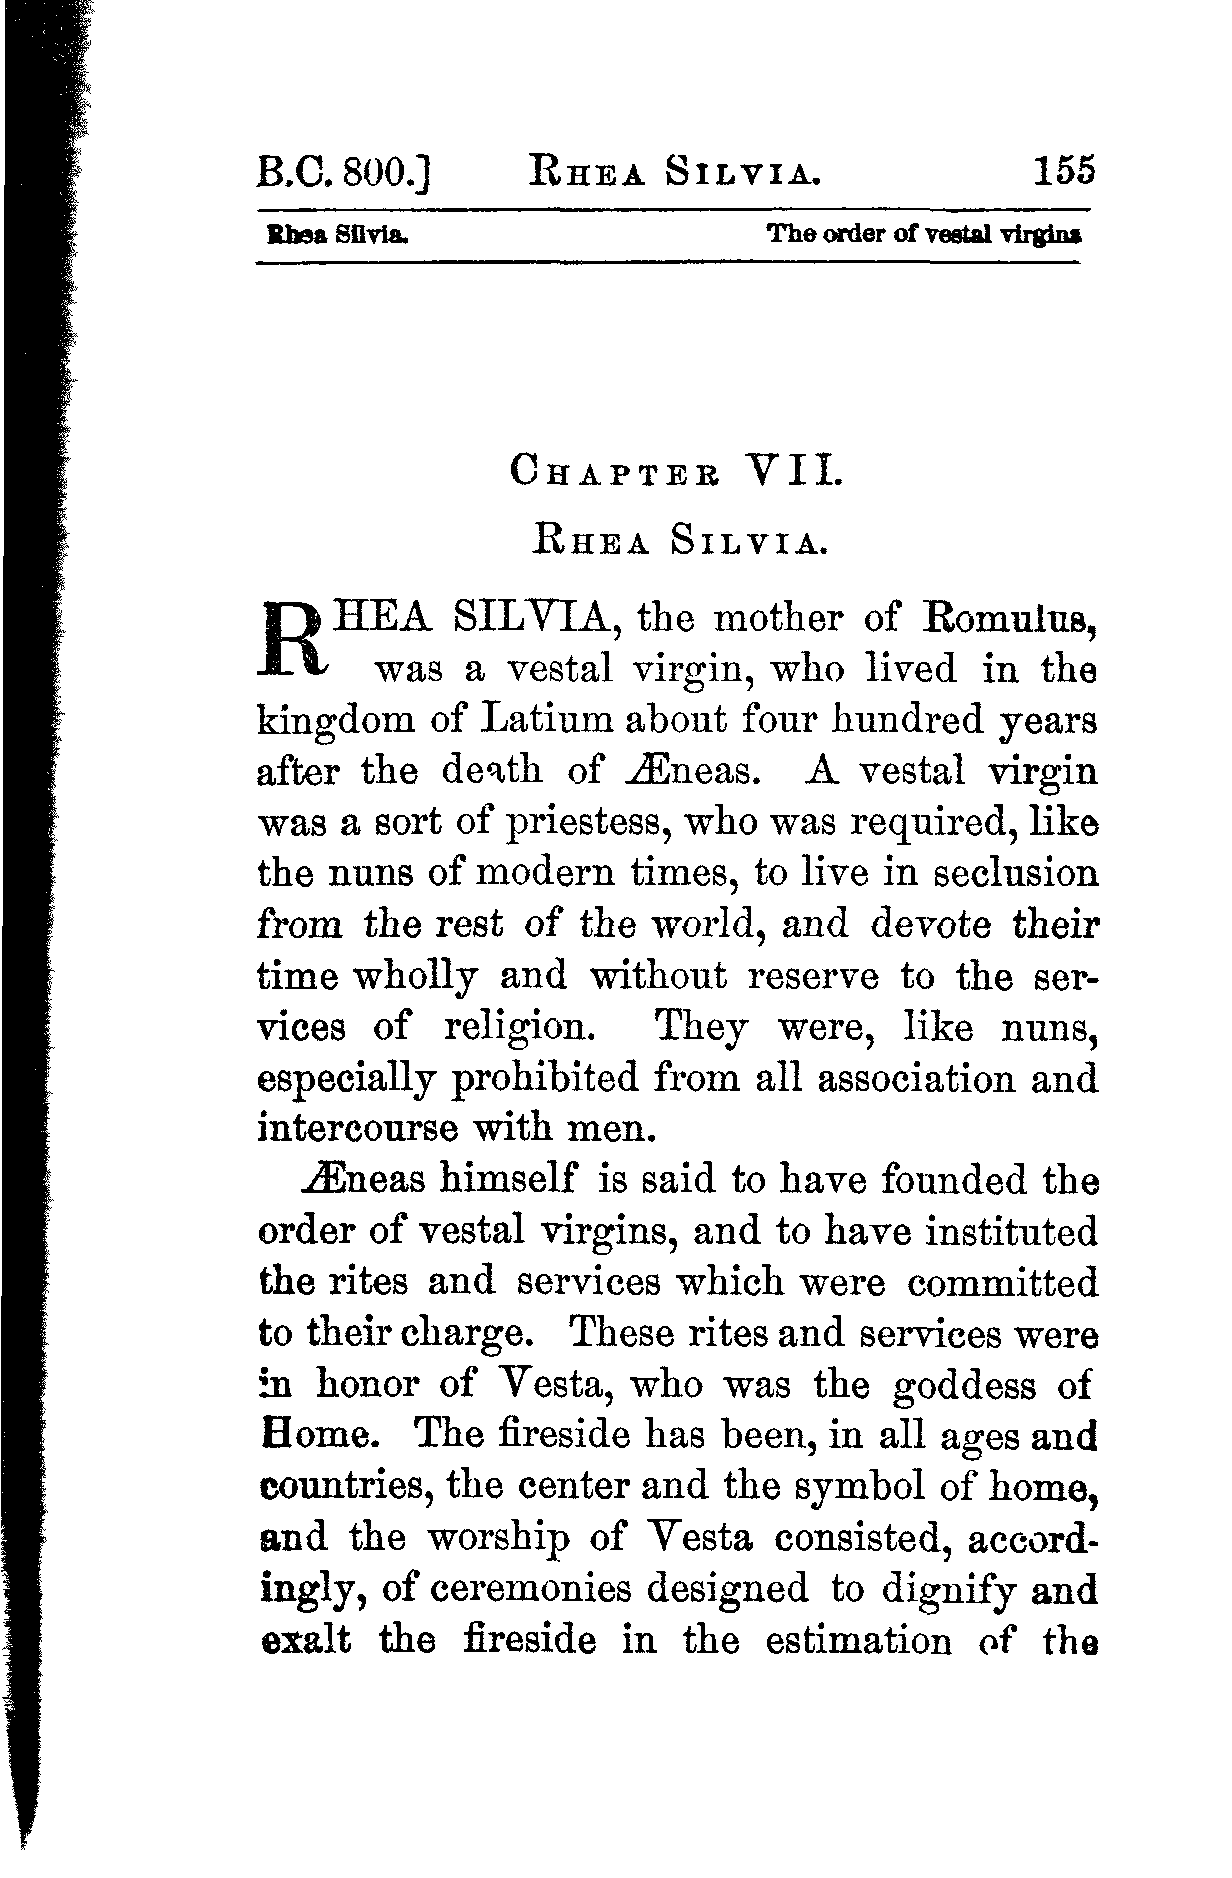 B.C. 800.] RHEA SILVIA. 155
Rhea Silvia. The order of vestal virgins
CHAPTER VII.
RHEA SILVIA.
RHEA SILVIA, the mother of Romulus,
was a vestal virgin, who lived in the
kingdom of Latium about four hundred years
after the death of Æneas. A vestal virgin
was a sort of priestess, who was required, like
the nuns of modern times, to live in seclusion
from the rest of the world, and devote their
time wholly and without reserve to the ser-
vices of religion. They were, like nuns,
especially prohibited from all association and
intercourse with men.
Æneas himself is said to have founded the
order of vestal virgins, and to have instituted
the rites and services which were committed
to their charge. These rites and services were
in honor of Vesta, who was the goddess of
Home. The fireside has been, in all ages and
countries, the center and the symbol of home,
and the worship of Vesta consisted, accord-
ingly, of ceremonies designed to dignify and
exalt the fireside in the estimation of the